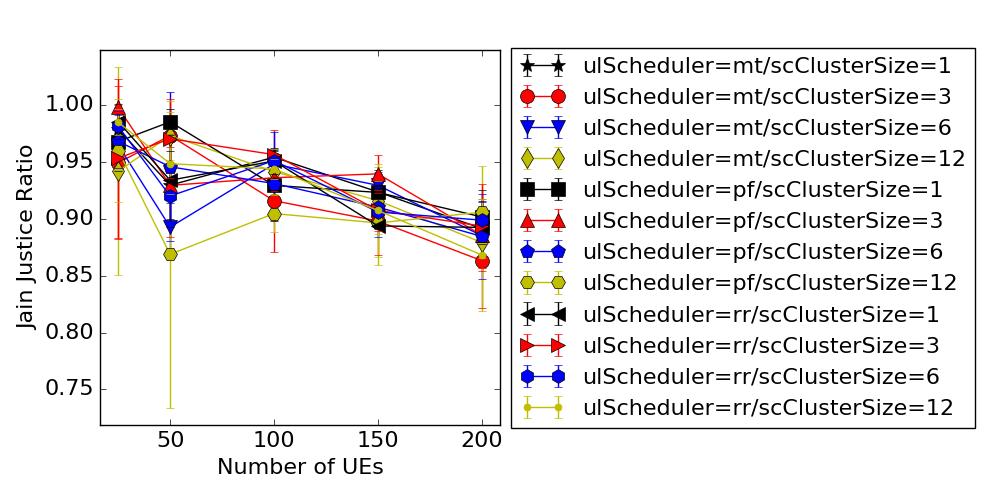 Jain Justice Ratio
1.00
0.95
0.90
0.85
0.80
0.75
50
100
150
200
Number of UEs
ulScheduler=mt/scClusterSize=1
ulScheduler=mt/scClusterSize=3
ulScheduler=mt/scClusterSize=6
ulScheduler=mt/scClusterSize=12
ulScheduler=pf/scClusterSize=1
ulScheduler=pf/scClusterSize=3
ulScheduler=pf/scClusterSize=6
ulScheduler=pf/scClusterSize=12
ulScheduler=rr/scClusterSize=1
ulScheduler=rr/scClusterSize=3
ulScheduler=rr/scClusterSize=6
ulScheduler=rr/scClusterSize=12